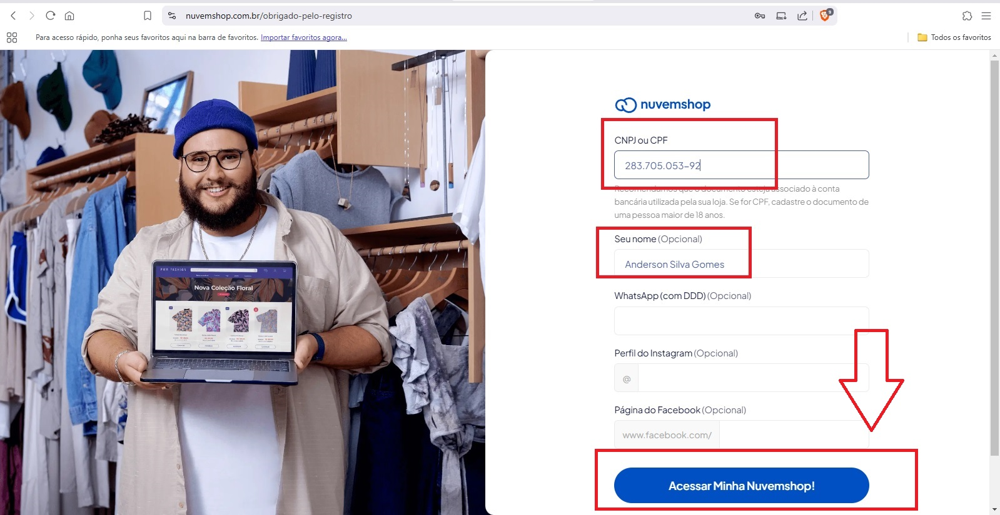 nuvemshop.com.br/obrigado-pelo-registro
9
Para acesso rápido, ponha seus favoritos aqui na barra de favoritos. Importar favoritos agora...
Todos os favoritos
nuvemshop
CNPJ ou CPF
283.705.053-92
Recomendamos que o documento esteja associado à conta
bancária utilizada pela sua loja. Se for CPF, cadastre o documento de
uma pessoa maior de 18 anos.
Seu nome (Opcional)
Anderson Silva Gomes
WhatsApp (com DDD) (Opcional)
Perfil do Instagram (Opcional)
@
Página do Facebook (Opcional)
www.facebook.com/
Acessar Minha Nuvemshop!
Nova Coleção Floral